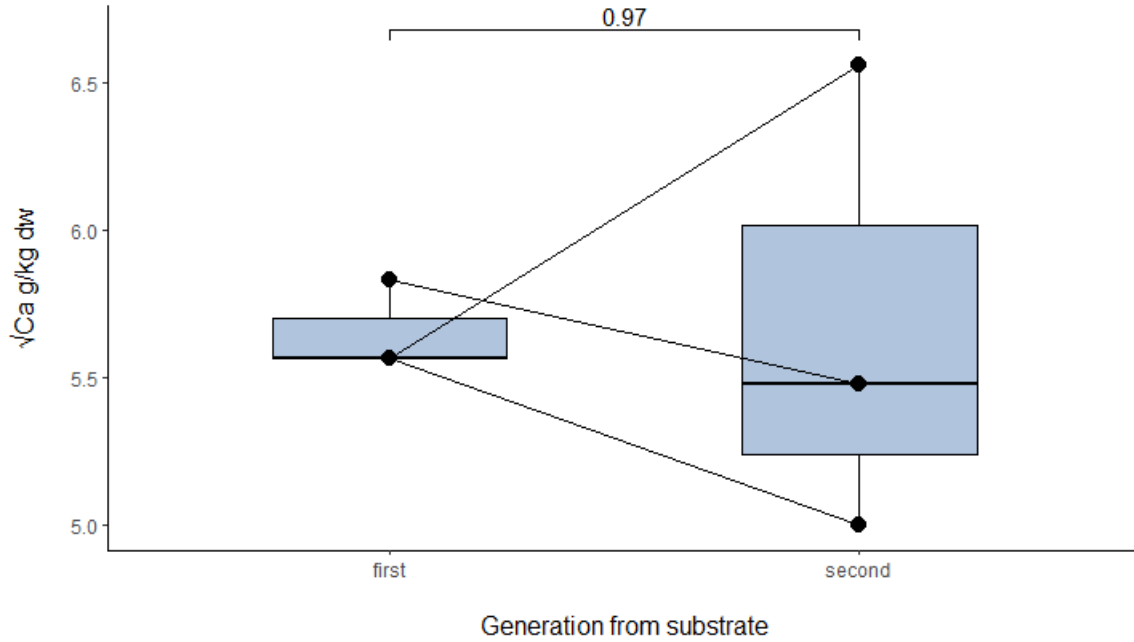 0.97
6.5
6.0
5.5
5.0
√Ca g/kg dw
first
second
Generation from substrate